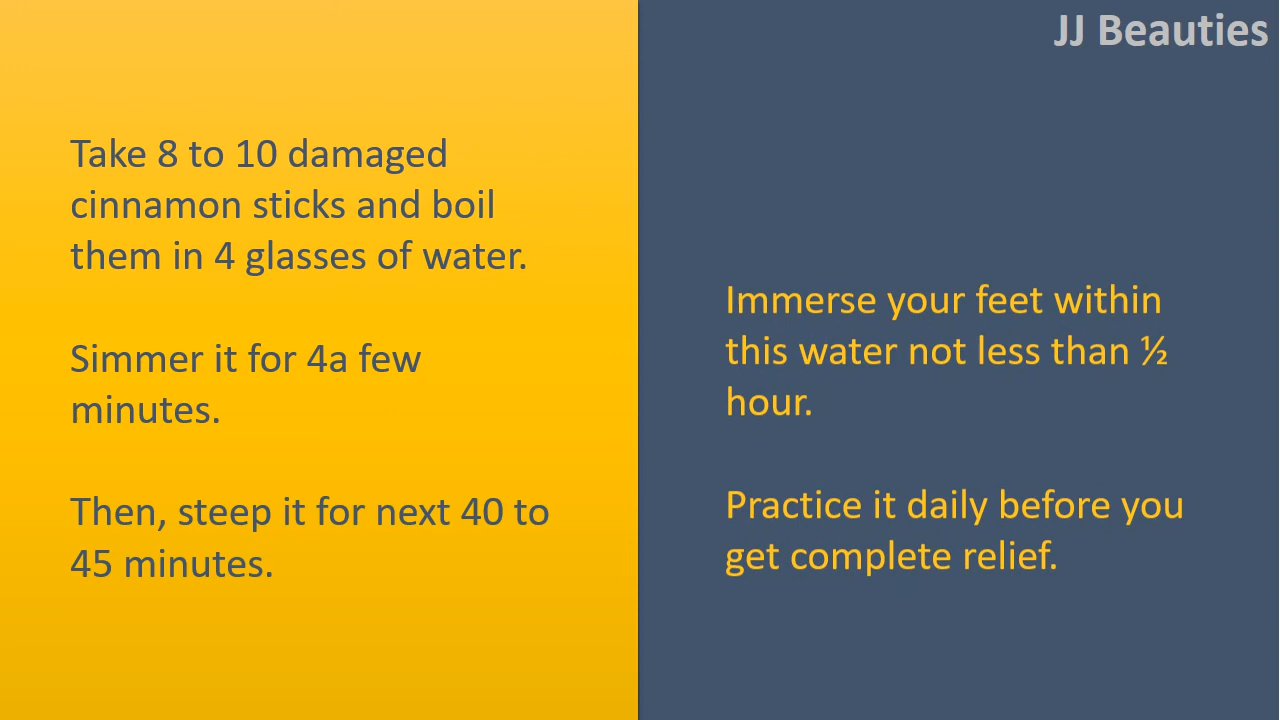 JJ Beauties
Take 8 to 10 damaged
cinnamon sticks and boil
them in 4 glasses of water.
Simmer it for 4a few
minutes.
Then, steep it for next 40 to
45 minutes.
Immerse your feet within
this water not less than ½
hour.
Practice it daily before you
get complete relief.